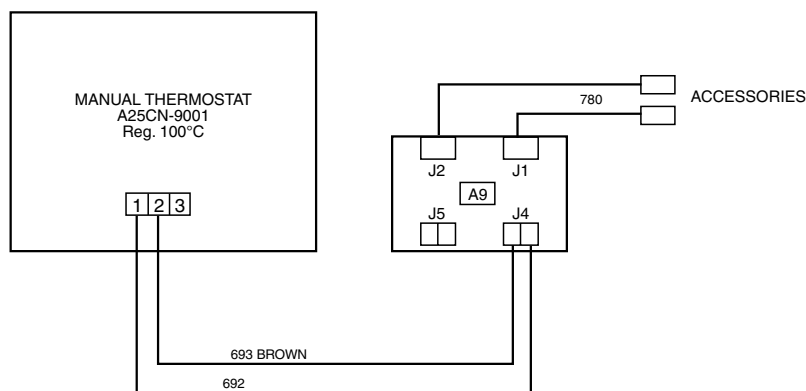 MANUAL THERMOSTAT
A25CN-9001
Reg. 100°C
1 2 3
780
ACCESSORIES
J2 J1
A9
J5 J4
693 BROWN
692